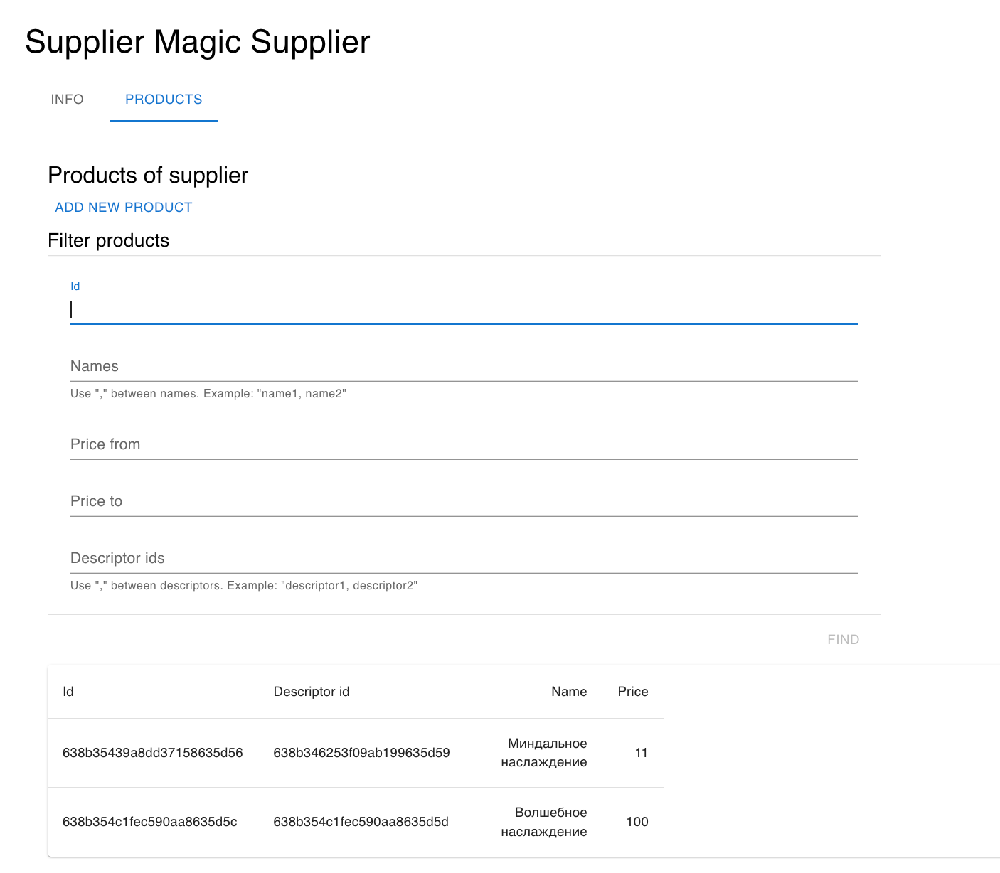 Supplier Magic Supplier
INFO PRODUCTS
Products of supplier
ADD NEW PRODUCT
Filter products
Id
Names
Use "," between names. Example: "name1, name2"
Price from
Price to
Descriptor ids
Use "," between descriptors. Example: "descriptor1, descriptor2"
FIND
Id Descriptor id Name Price
638b35439a8dd37158635d56 638b346253f09ab199635d59 Миндальное наслаждение 11
638b354c1fec590aa8635d5c 638b354c1fec590aa8635d5d Волшебное наслаждение 100